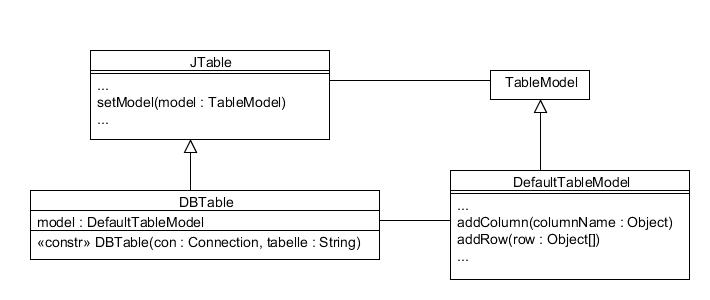 JTable
...
setModel(model : TableModel)
...
TableModel
DBTable
model : DefaultTableModel
«constr» DBTable(con : Connection, tabelle : String)
DefaultTableModel
...
addColumn(columnName : Object)
addRow(row : Object[])
...